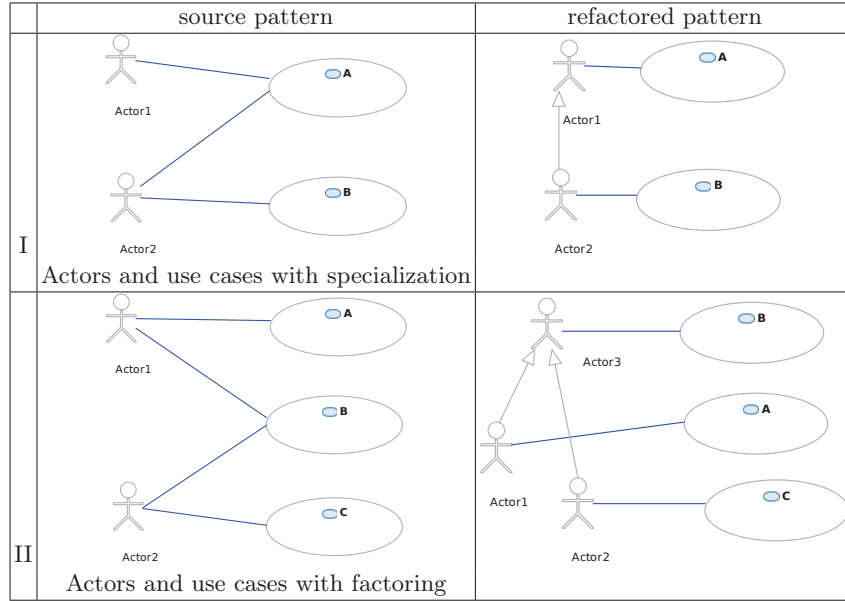 source pattern
refactored pattern
I
A
Actor1
B
Actor2
Actors and use cases with specialization
A
Actor1
B
Actor2
II
A
Actor1
B
C
Actor2
Actors and use cases with factoring
B
Actor3
A
Actor1
C
Actor2